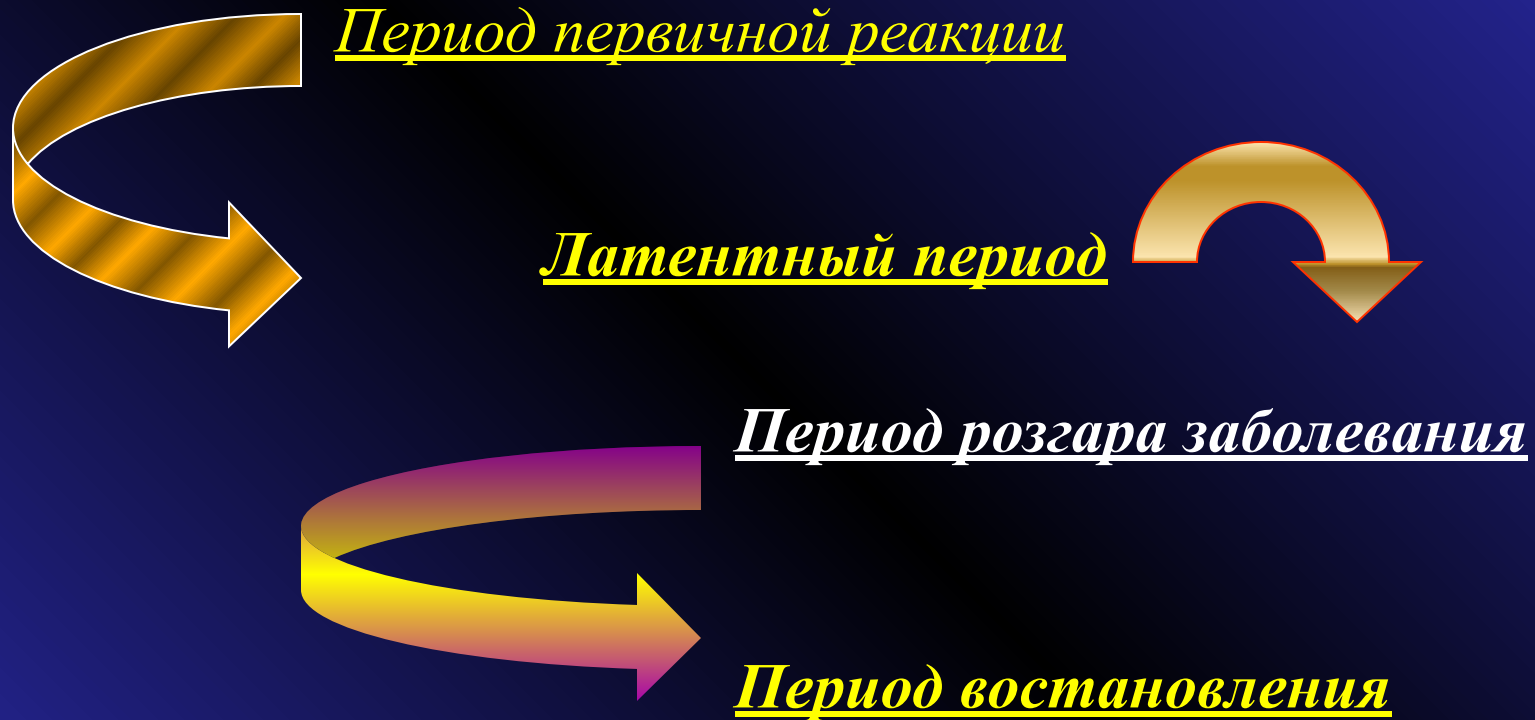 Период первичной реакции
Латентный период
Период розгара заболевания
Период востановления